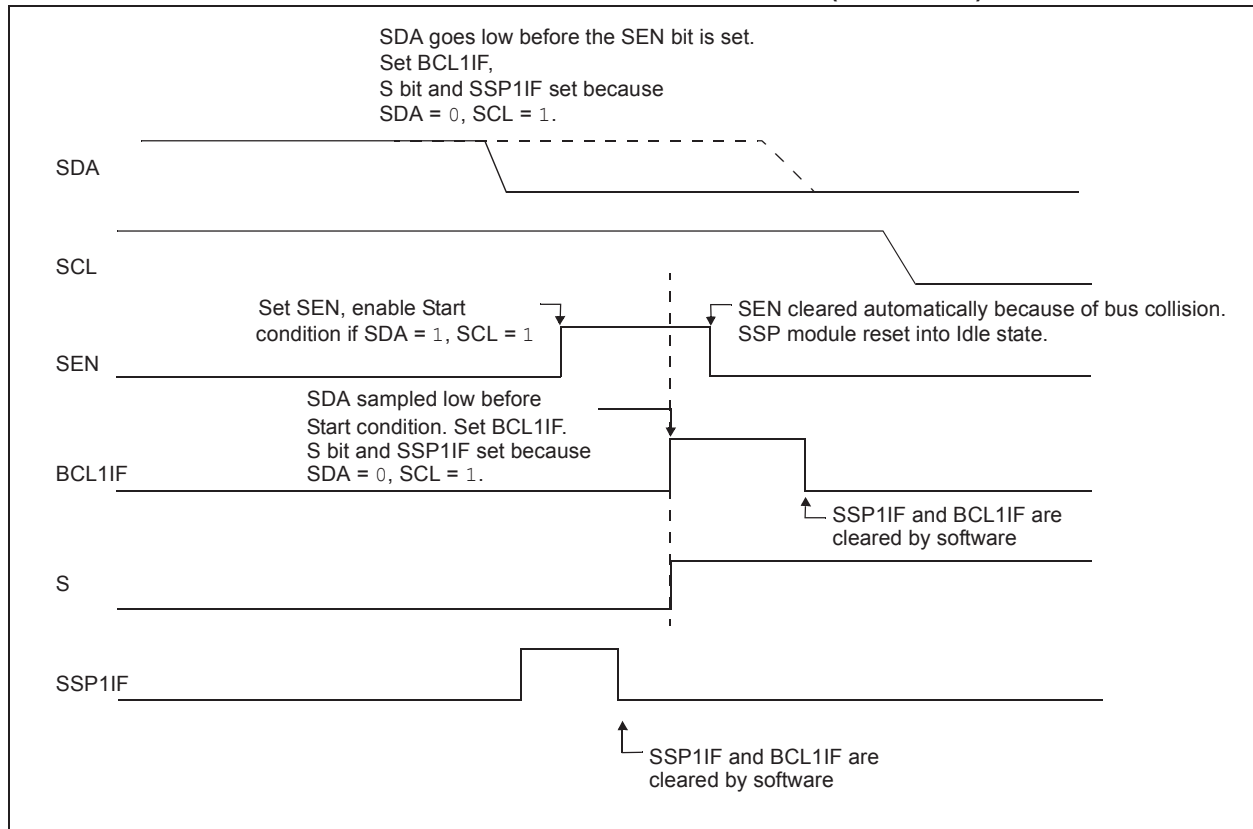 SDA goes low before the SEN bit is set.
Set BCL1IF,
S bit and SSP1IF set because
SDA = 0, SCL = 1.
SDA
SCL
Set SEN, enable Start
condition if SDA = 1, SCL = 1
SEN cleared automatically because of bus collision.
SSP module reset into Idle state.
SEN
SDA sampled low before
Start condition. Set BCL1IF.
S bit and SSP1IF set because
SDA = 0, SCL = 1.
BCL1IF
SSP1IF and BCL1IF are
cleared by software
S
SSP1IF
SSP1IF and BCL1IF are
cleared by software